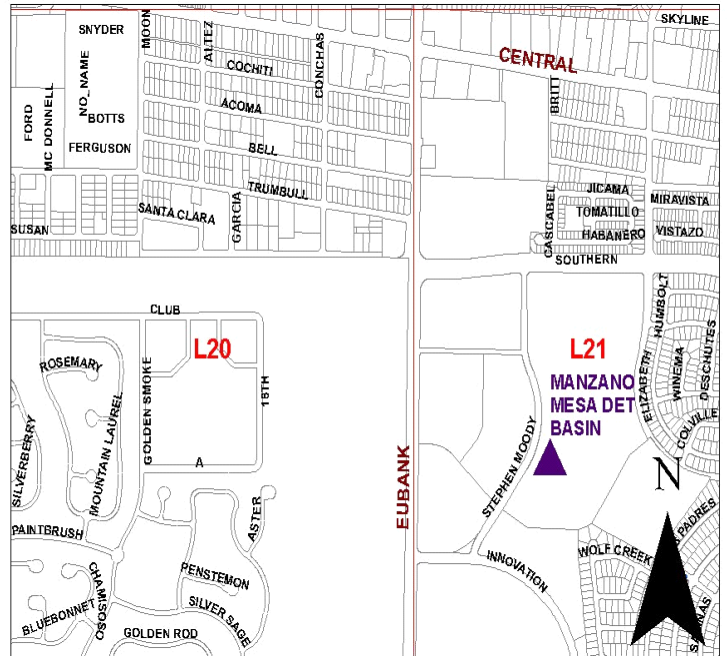 SNYDER
MOON
ALTEZ
COCHITI
CONCHAS
CENTRAL
SKYLINE
FORD
MC DONNELL
NO_NAME
BOTTS
ACOMA
BRITT
FERGUSON
BELL
TRUMBULL
JICAMA
MIRAVISTA
SANTA CLARA
GARCIA
CASCABEL
TOMATILLO
SUSAN
HABANERO
VISTAZO
SOUTHERN
CLUB
HUMBOLT
L20
L21
ROSEMARY
GOLDEN SMOKE
18TH
MANZANO
MESA DET
BASIN
ELIZABETH
WINEMA
DESCHUTES
SILVERBERRY
MOUNTAIN LAUREL
COLVILLE
A
EUBANK
STEPHEN MOODY
N
PAINTBRUSH
ASTER
PADRES
WOLF CREEK
INNOVATION
CHAMISOSO
PENSTEMON
BLUEBONNET
SILVER SAGE
GOLDEN ROD